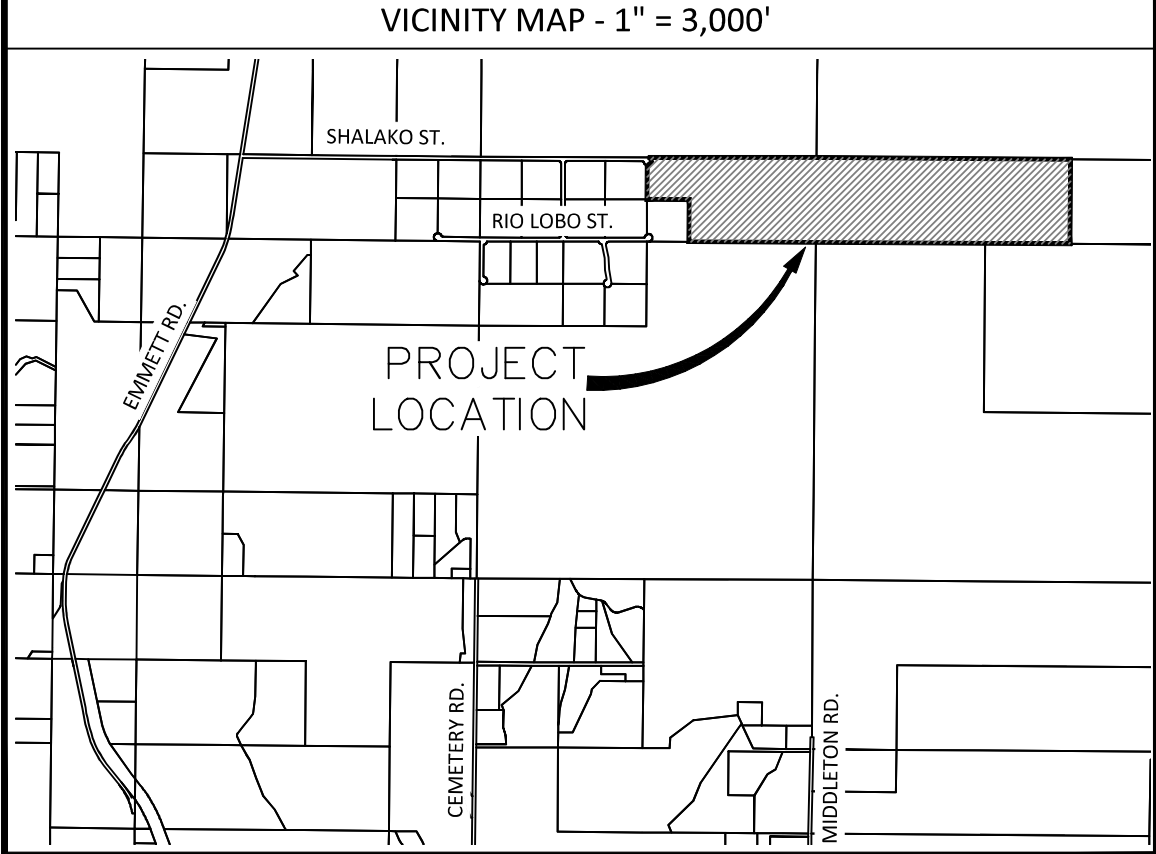 VICINITY MAP - 1" = 3,000'
SHALAKO ST.
RIO LOBO ST.
EMMETT RD.
PROJECT
LOCATION
CEMETERY RD.
MIDDLETON RD.